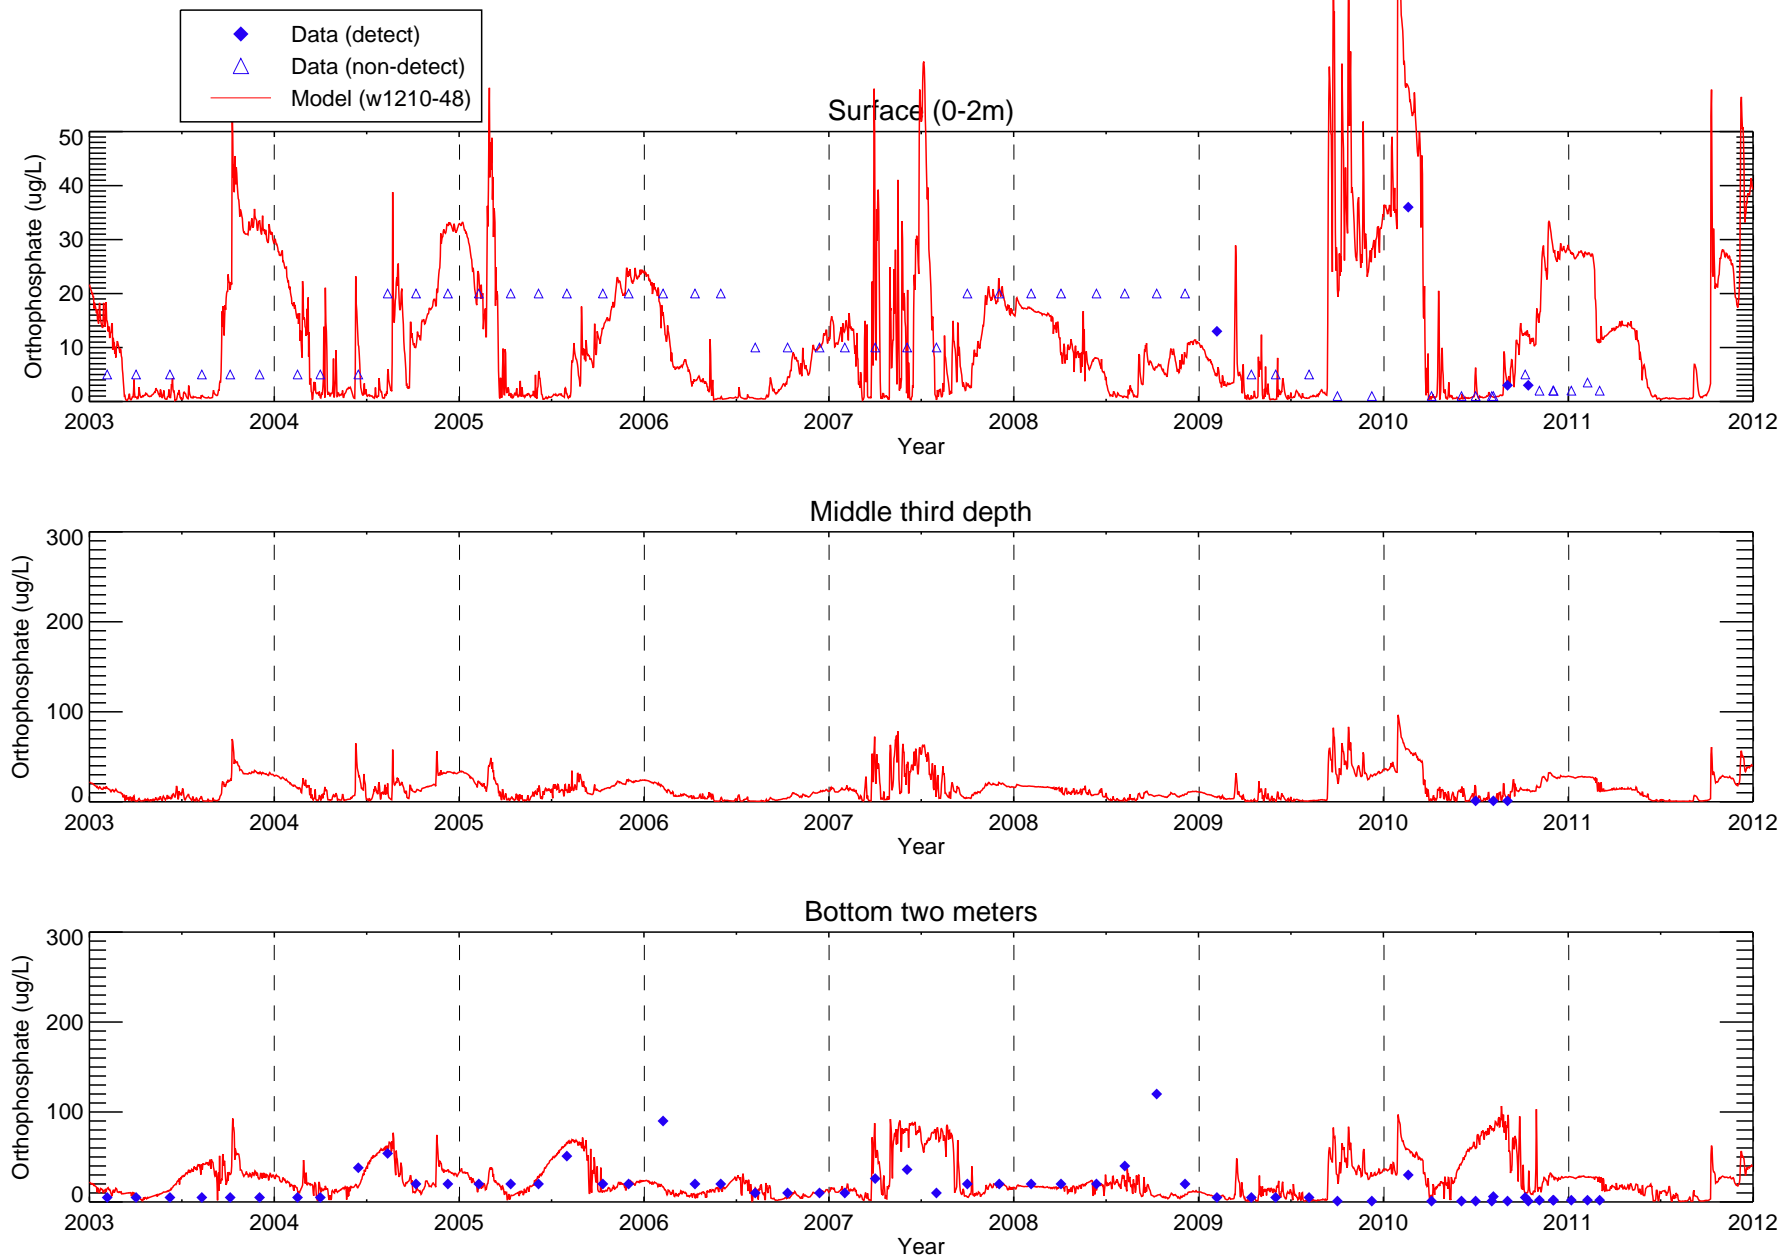 Data (detect)
Data (non-detect)
Model (w1210-48)
Surface (0-2m)
Orthophosphate (ug/L)
50
40
30
20
10
0
2003 2004 2005 2006 2007 2008 2009 2010 2011 2012
Year
Middle third depth
Orthophosphate (ug/L)
300
200
100
0
2003 2004 2005 2006 2007 2008 2009 2010 2011 2012
Year
Bottom two meters
Orthophosphate (ug/L)
300
200
100
0
2003 2004 2005 2006 2007 2008 2009 2010 2011 2012
Year